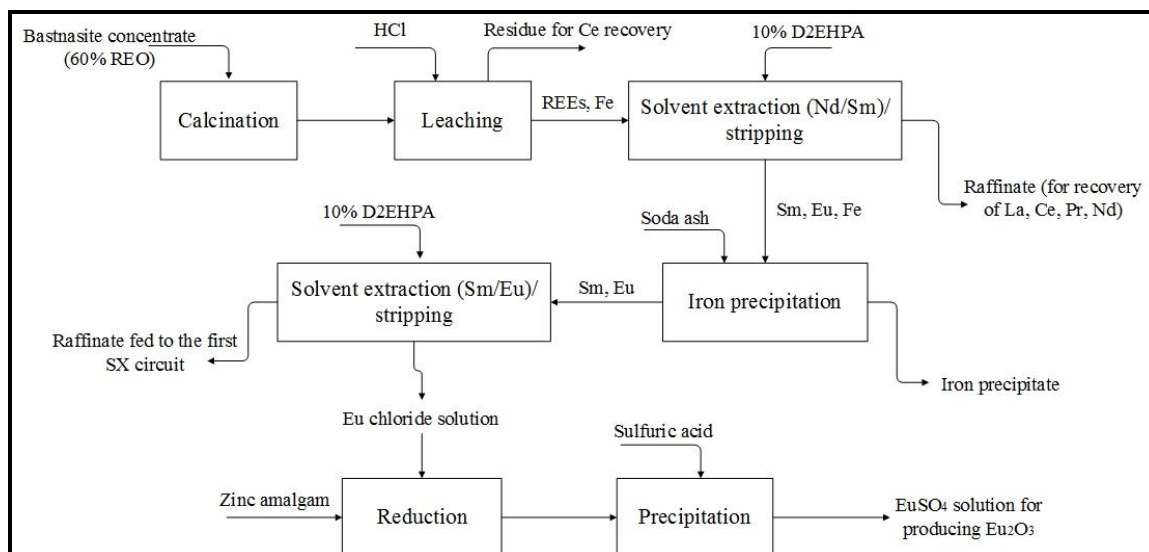 Bastnasite concentrate
(60% REO)
HCl
Residue for Ce recovery
10% D2EHPA
Calcination
Leaching
REEs, Fe
Solvent extraction (Nd/Sm)/
stripping
Raffinate (for recovery
of La, Ce, Pr, Nd)
10% D2EHPA
Soda ash
Sm, Eu, Fe
Solvent extraction (Sm/Eu)/
stripping
Sm, Eu
Iron precipitation
Raffinate fed to the first
SX circuit
Iron precipitate
Eu chloride solution
Sulfuric acid
Zinc amalgam
Reduction
Precipitation
EuSO4 solution for
producing Eu2O3